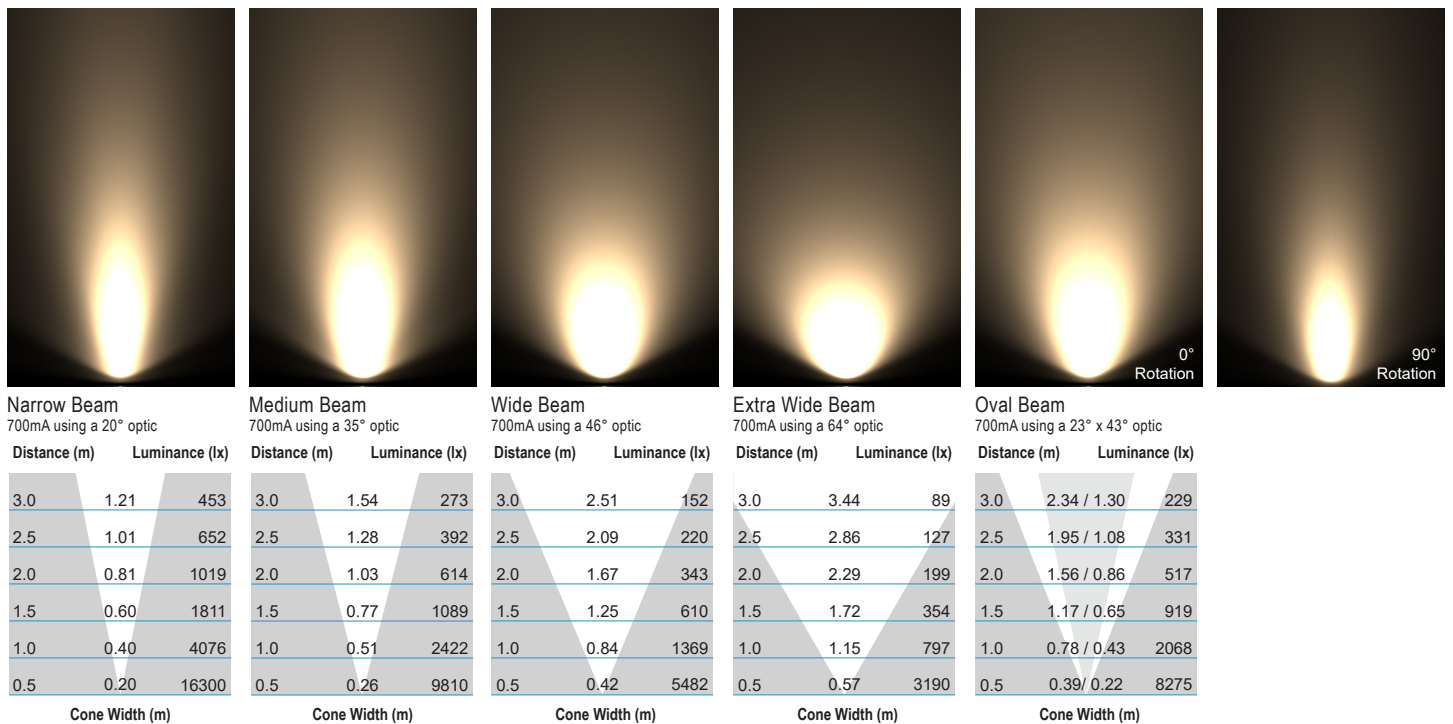 0°
Rotation
90°
Rotation
Narrow Beam
700mA using a 20° optic
Distance (m) Luminance (lx)
3.0 1.21 453
2.5 1.01 652
2.0 0.81 1019
1.5 0.60 1811
1.0 0.40 4076
0.5 0.20 16300
Cone Width (m)
Medium Beam
700mA using a 35° optic
Distance (m) Luminance (lx)
3.0 1.54 273
2.5 1.28 392
2.0 1.03 614
1.5 0.77 1089
1.0 0.51 2422
0.5 0.26 9810
Cone Width (m)
Wide Beam
700mA using a 46° optic
Distance (m) Luminance (lx)
3.0 2.51 152
2.5 2.09 220
2.0 1.67 343
1.5 1.25 610
1.0 0.84 1369
0.5 0.42 5482
Cone Width (m)
Extra Wide Beam
700mA using a 64° optic
Distance (m) Luminance (lx)
3.0 3.44 89
2.5 2.86 127
2.0 2.29 199
1.5 1.72 354
1.0 1.15 797
0.5 0.57 3190
Cone Width (m)
Oval Beam
700mA using a 23° x 43° optic
Distance (m) Luminance (lx)
3.0 2.34 / 1.30 229
2.5 1.95 / 1.08 331
2.0 1.56 / 0.86 517
1.5 1.17 / 0.65 919
1.0 0.78 / 0.43 2068
0.5 0.39/ 0.22 8275
Cone Width (m)